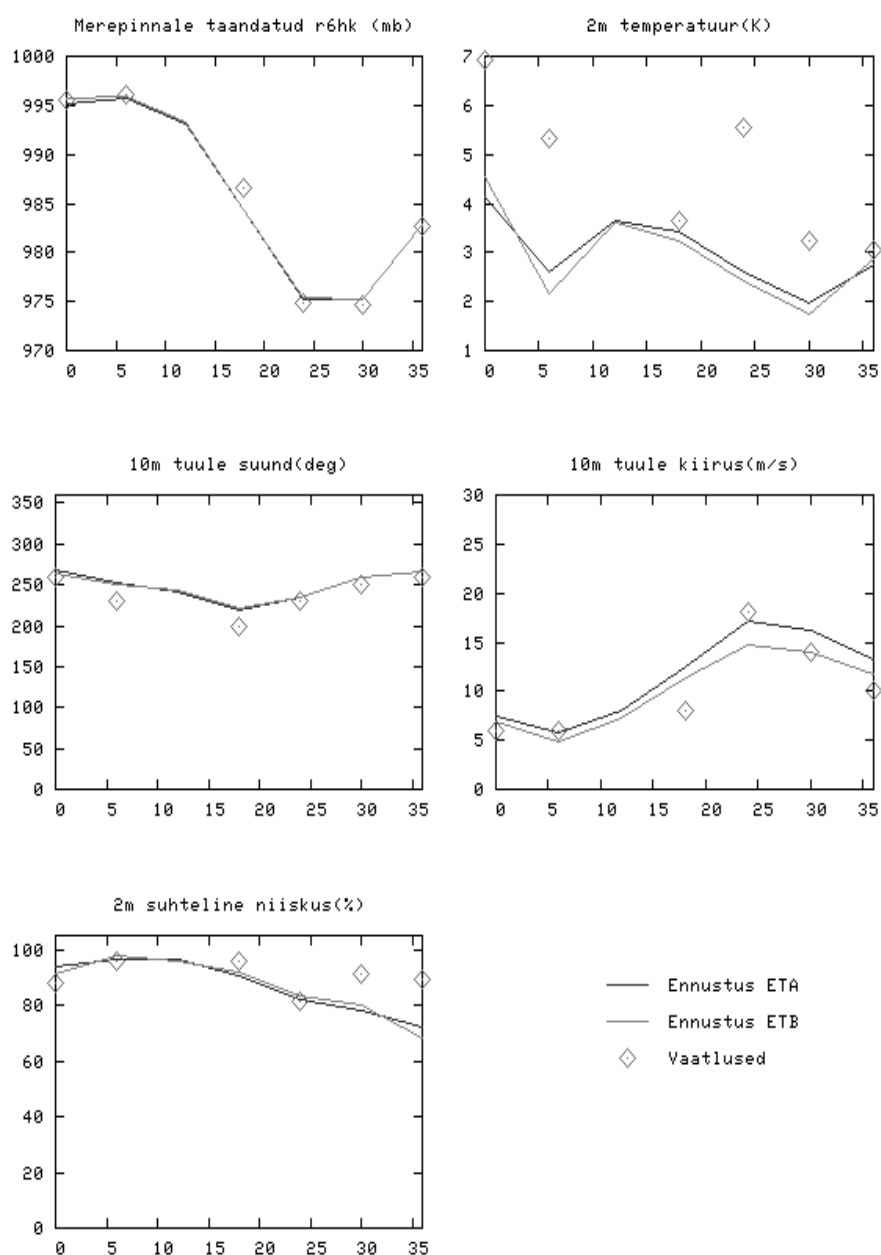 Merepinnale taandatud r6hk (mb)
1000
995
990
985
980
975
970
0 5 10 15 20 25 30 35
2m temperatuur(K)
7
6
5
4
3
2
1
0 5 10 15 20 25 30 35
10m tuule suund(deg)
350
300
250
200
150
100
50
0
0 5 10 15 20 25 30 35
10m tuule kiirus(m/s)
30
25
20
15
10
5
0
0 5 10 15 20 25 30 35
2m suhteline niiskus(%)
100
80
60
40
20
0
0 5 10 15 20 25 30 35
Ennustus ETA
Ennustus ETB
Vaatlused